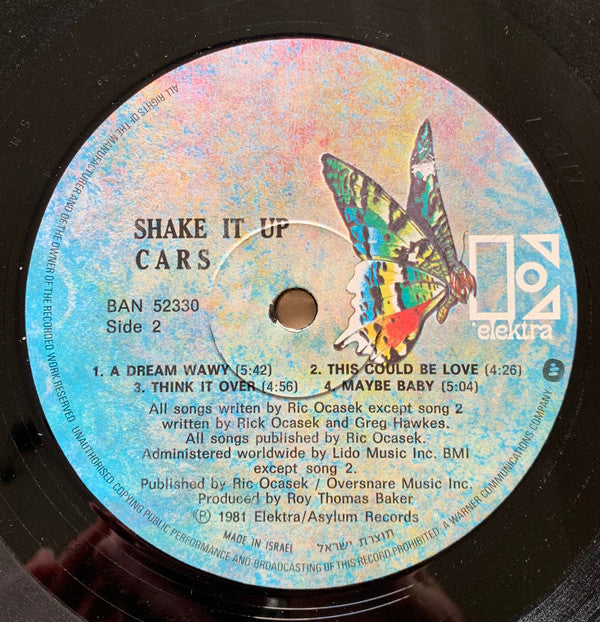 SHAKE IT UP
CARS
BAN 52330
Side 2
elektra
1. A DREAM WAWY (5:42) 2. THIS COULD BE LOVE (4:26)
3. THINK IT OVER (4:56) 4. MAYBE BABY (5:04)
All songs writen by Ric Ocasek except song 2
written by Rick Ocasek and Greg Hawkes.
All songs published by Ric Ocasek.
Administered worldwide by Lido Music Inc. BMI
except song 2.
Published by Ric Ocasek / Oversnare Music Inc.
Produced by Roy Thomas Baker
℗ 1981 Elektra/Asylum Records
MADE IN ISRAEL תוצרת ישראל
ALL RIGHTS OF THE MANUFACTURER AND OF THE OWNER OF THE RECORDED WORK RESERVED. UNAUTHORISED COPYING PUBLIC PERFORMANCE AND BROADCASTING OF THIS RECORD PROHIBITED. A WARNER COMMUNICATIONS COMPANY